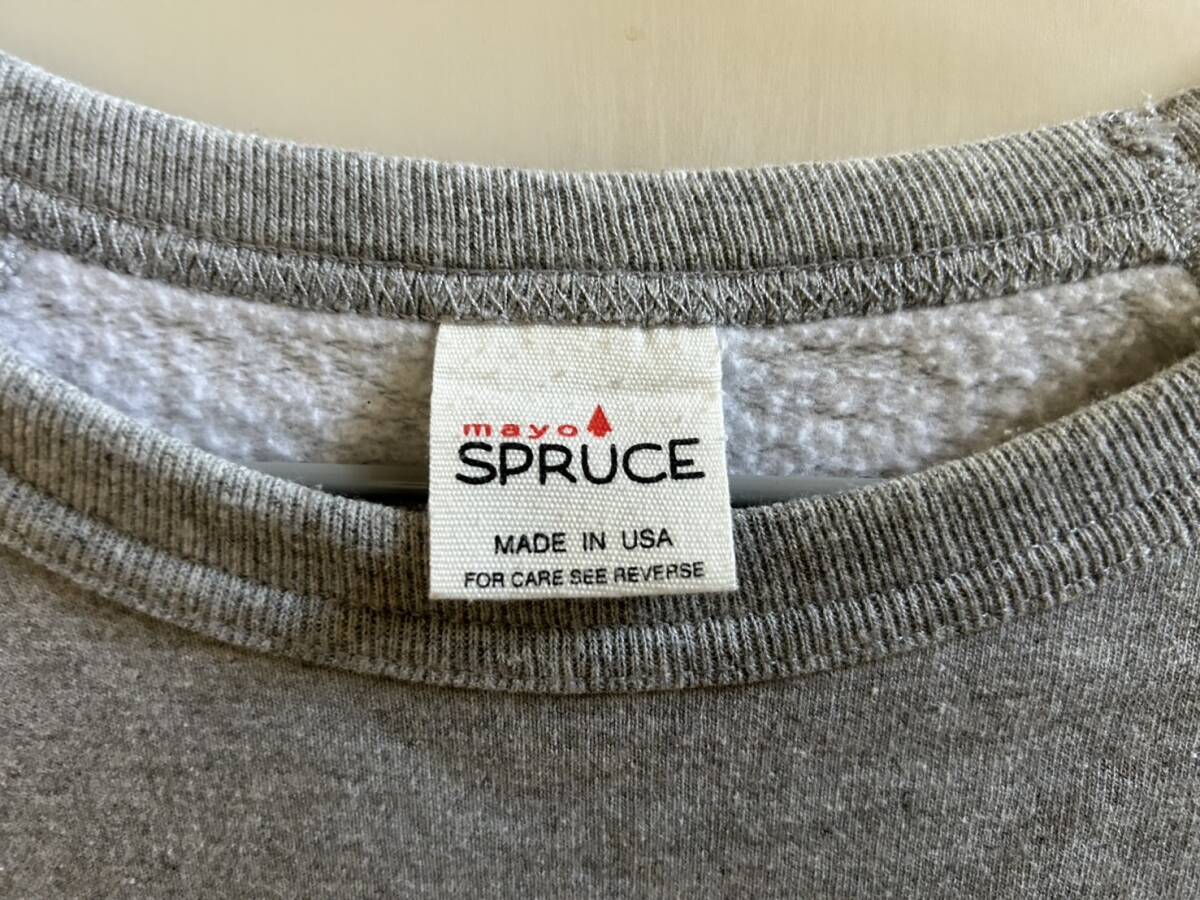 mayo
SPRUCE
MADE IN USA
FOR CARE SEE REVERSE